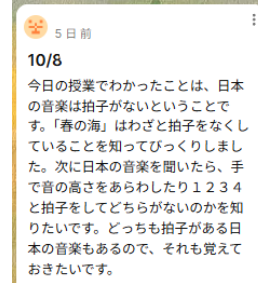 5日前
10/8
今日の授業でわかったことは、日本
の音楽は拍子がないということで
す。「春の海」はわざと拍子をなくし
ていることを知ってびっくりしまし
た。次に日本の音楽を聞いたら、手
で音の高さをあらわしたり１２３４
と拍子をしてどちらがないのかを知
りたいです。どっちも拍子がある日
本の音楽もあるので、それも覚えて
おきたいです。